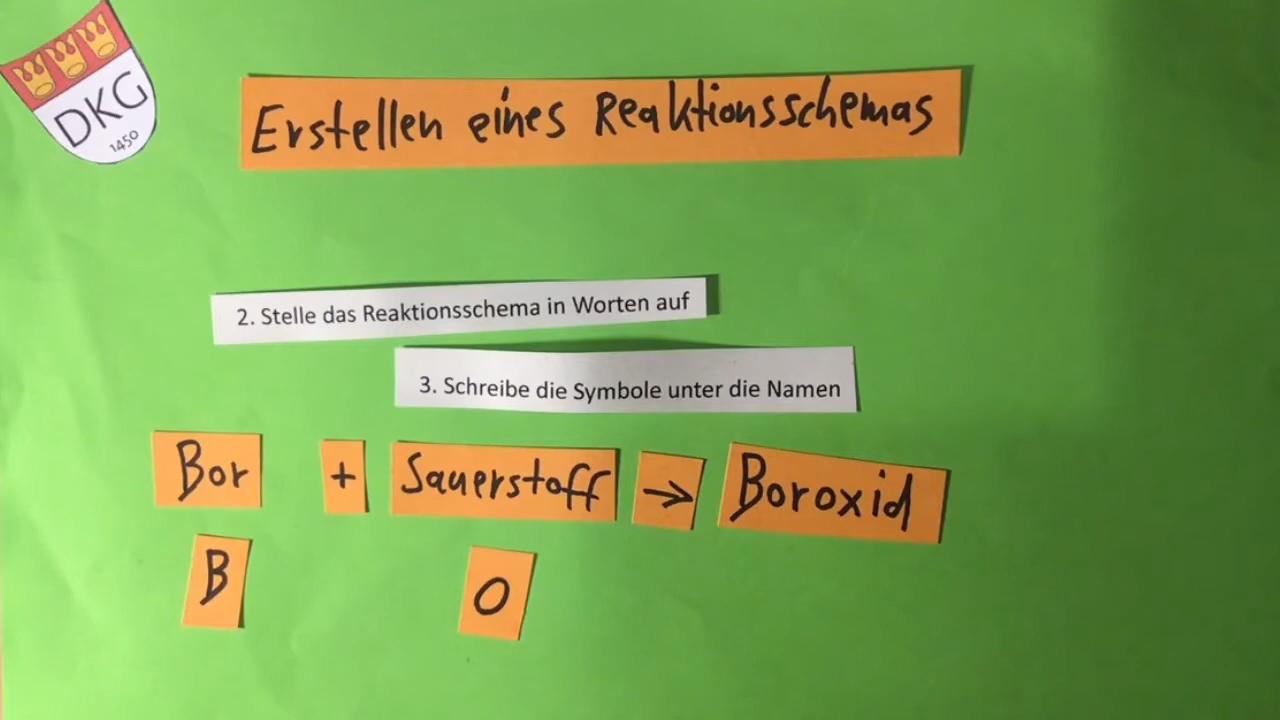 DKG
1450
Erstellen eines Reaktionsschemas
2. Stelle das Reaktionsschema in Worten auf
3. Schreibe die Symbole unter die Namen
Bor + Sauerstoff → Boroxid
B O